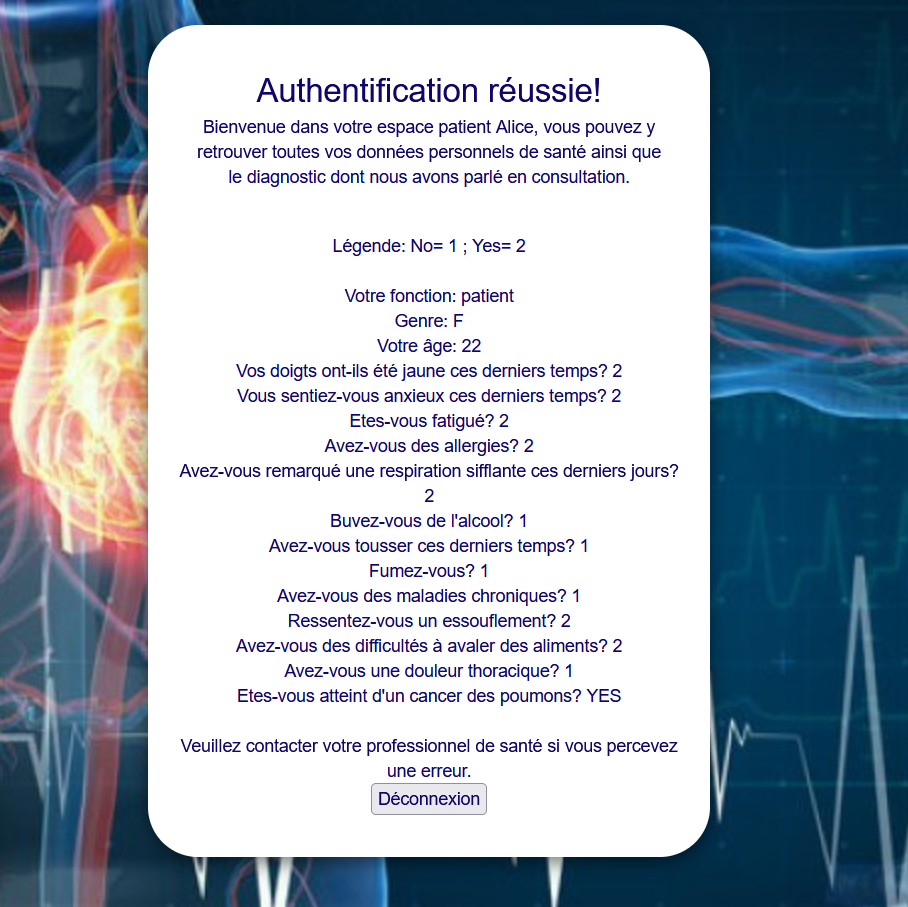 Authentification réussie!
Bienvenue dans votre espace patient Alice, vous pouvez y
retrouver toutes vos données personnels de santé ainsi que
le diagnostic dont nous avons parlé en consultation.
Légende: No= 1 ; Yes= 2
Votre fonction: patient
Genre: F
Votre âge: 22
Vos doigts ont-ils été jaune ces derniers temps? 2
Vous sentiez-vous anxieux ces derniers temps? 2
Etes-vous fatigué? 2
Avez-vous des allergies? 2
Avez-vous remarqué une respiration sifflante ces derniers jours?
2
Buvez-vous de l'alcool? 1
Avez-vous tousser ces derniers temps? 1
Fumez-vous? 1
Avez-vous des maladies chroniques? 1
Ressentez-vous un essouflement? 2
Avez-vous des difficultés à avaler des aliments? 2
Avez-vous une douleur thoracique? 1
Etes-vous atteint d'un cancer des poumons? YES
Veuillez contacter votre professionnel de santé si vous percevez
une erreur.
Déconnexion